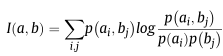 I(a, b) = ∑_{i,j} p(a_i, b_j) log \frac{p(a_i, b_j)}{p(a_i)p(b_j)}